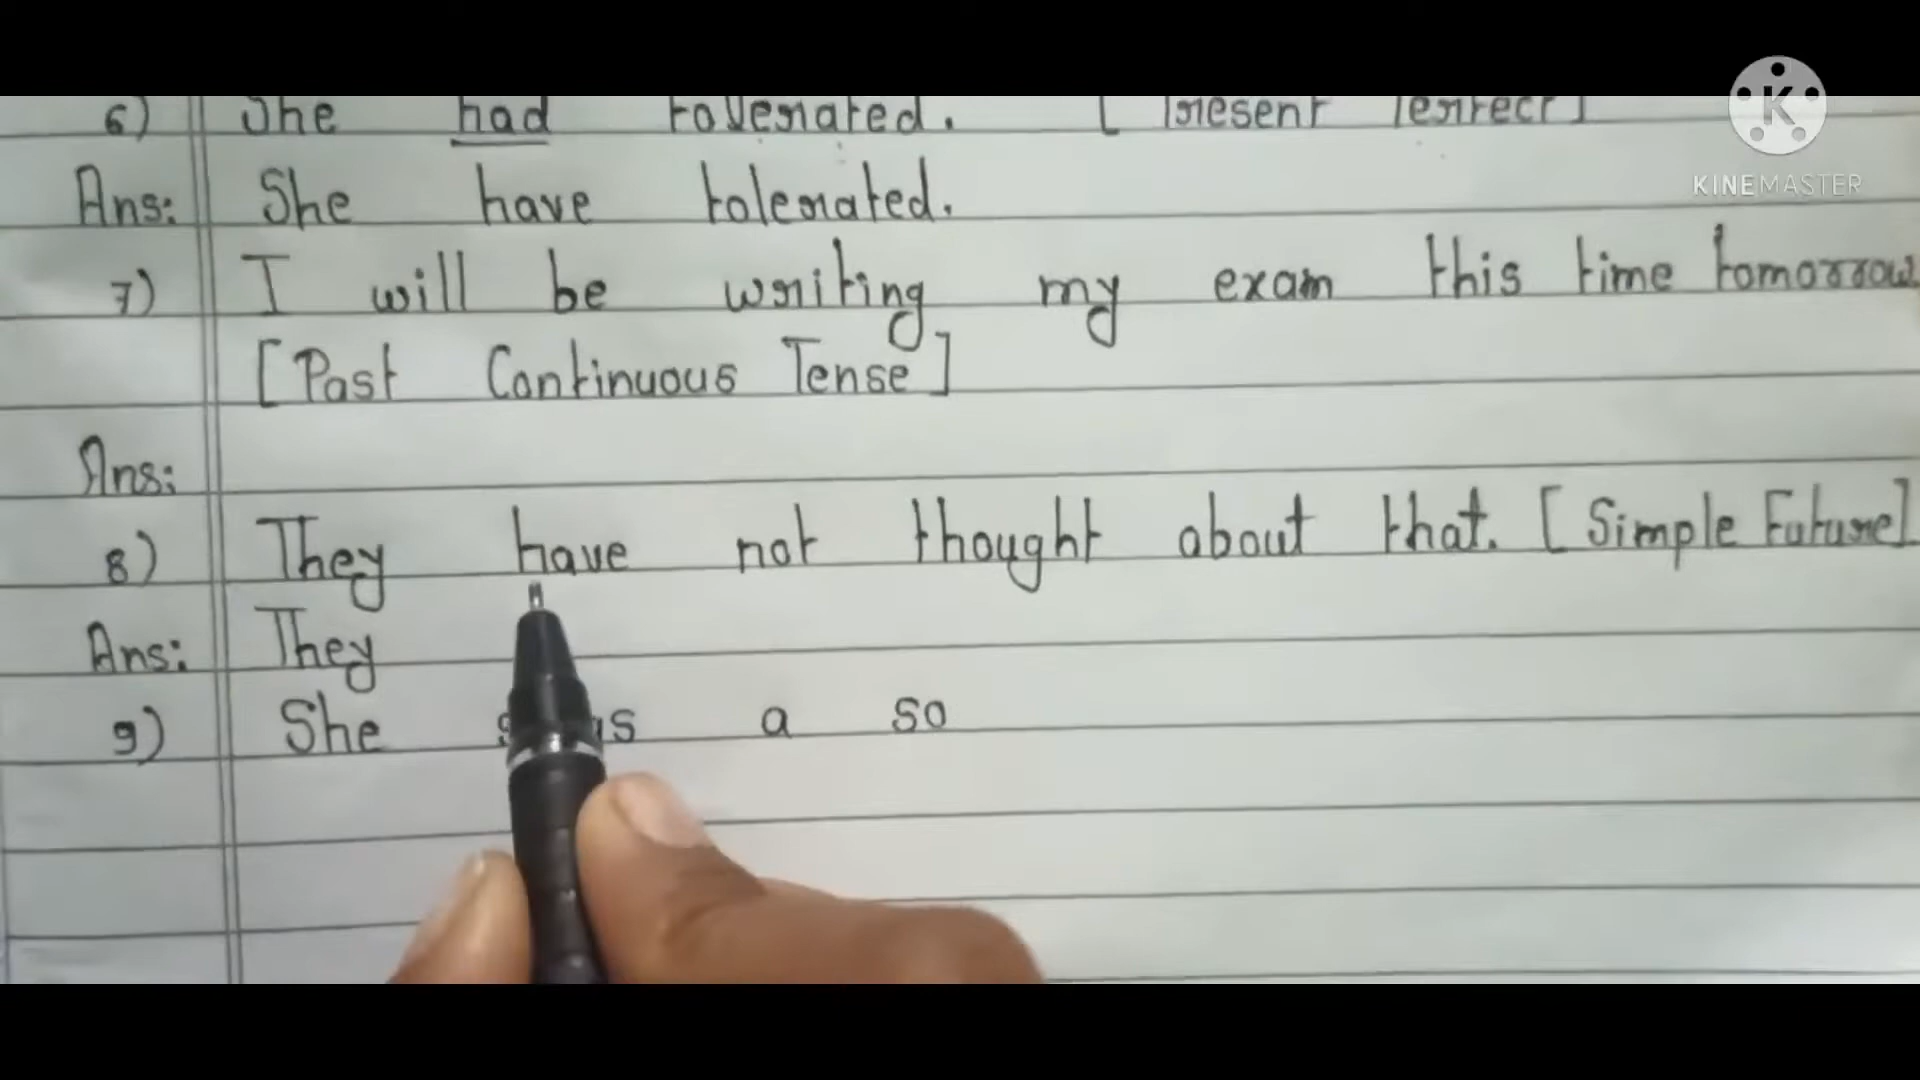 6) She had tolerated. [Present Perfect]
Ans: She have tolerated.
7) I will be writing my exam this time tomorrow
[Past Continuous Tense]
Ans:
8) They have not thought about that. [Simple Future]
Ans: They
9) She a so
KINEMASTER